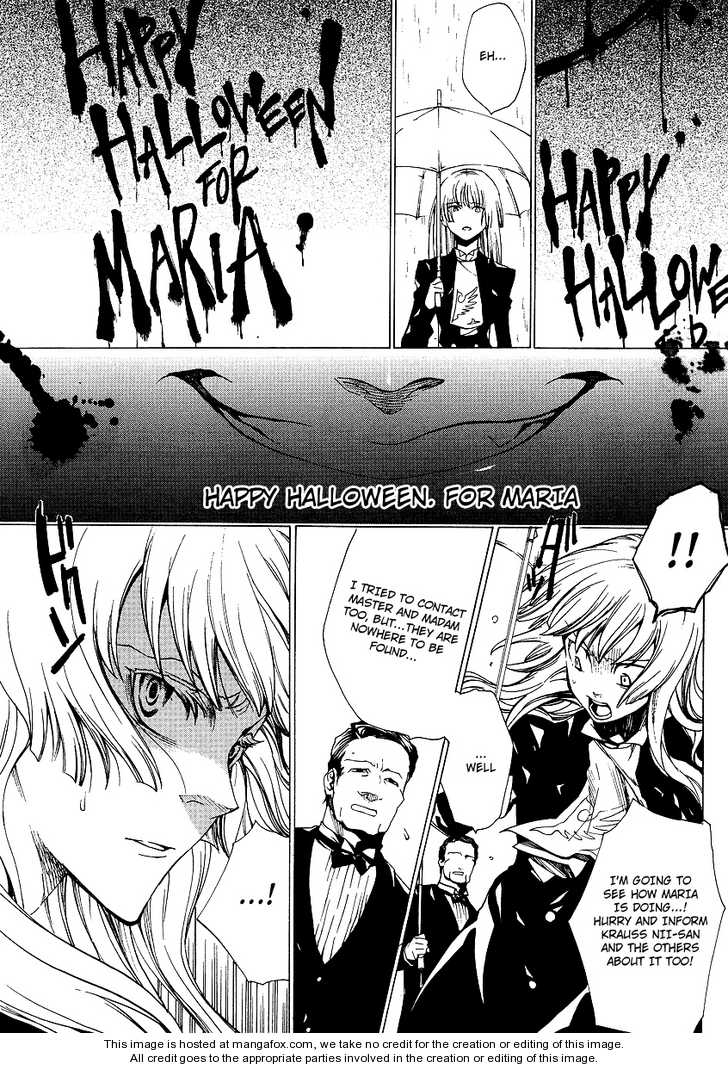 HAPPY
HALLOWE
EH...
HAPPY
HALLOWEEN!
FOR
MARIA
HAPPY HALLOWEEN. FOR MARIA
!!
I'M GOING TO
SEE HOW MARIA
IS DOING...!
HURRY AND INFORM
KRAUSS NII-SAN
AND THE OTHERS
ABOUT IT TOO!
...
WELL
I TRIED TO CONTACT
MASTER AND MADAM
TOO, BUT...THEY ARE
NOWHERE TO BE
FOUND...
ドクン
...!
This image is hosted at mangafox.com, we take no credit for the creation or editing of this image.
All credit goes to the appropriate parties involved in the creation or editing of this image.